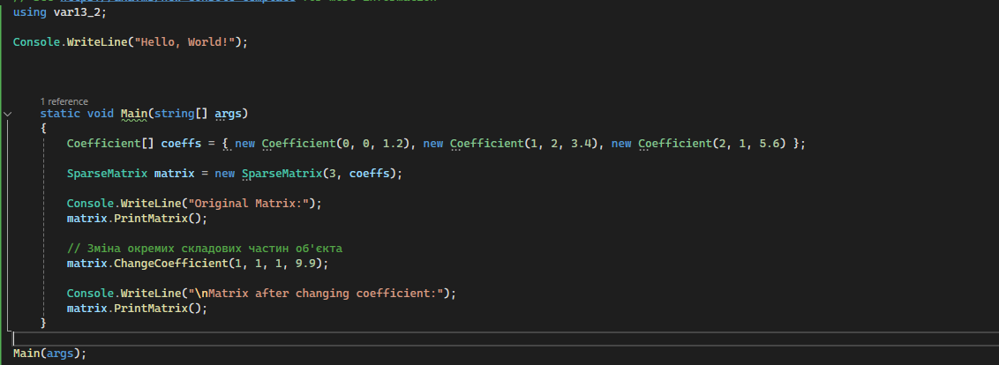 using var13_2;
Console.WriteLine("Hello, World!");
1 reference
static void Main(string[] args)
{
Coefficient[] coeffs = { new Coefficient(0, 0, 1.2), new Coefficient(1, 2, 3.4), new Coefficient(2, 1, 5.6) };
SparseMatrix matrix = new SparseMatrix(3, coeffs);
Console.WriteLine("Original Matrix:");
matrix.PrintMatrix();
// Зміна окремих складових частин об'єкта
matrix.ChangeCoefficient(1, 1, 1, 9.9);
Console.WriteLine("\nMatrix after changing coefficient:");
matrix.PrintMatrix();
}
Main(args);